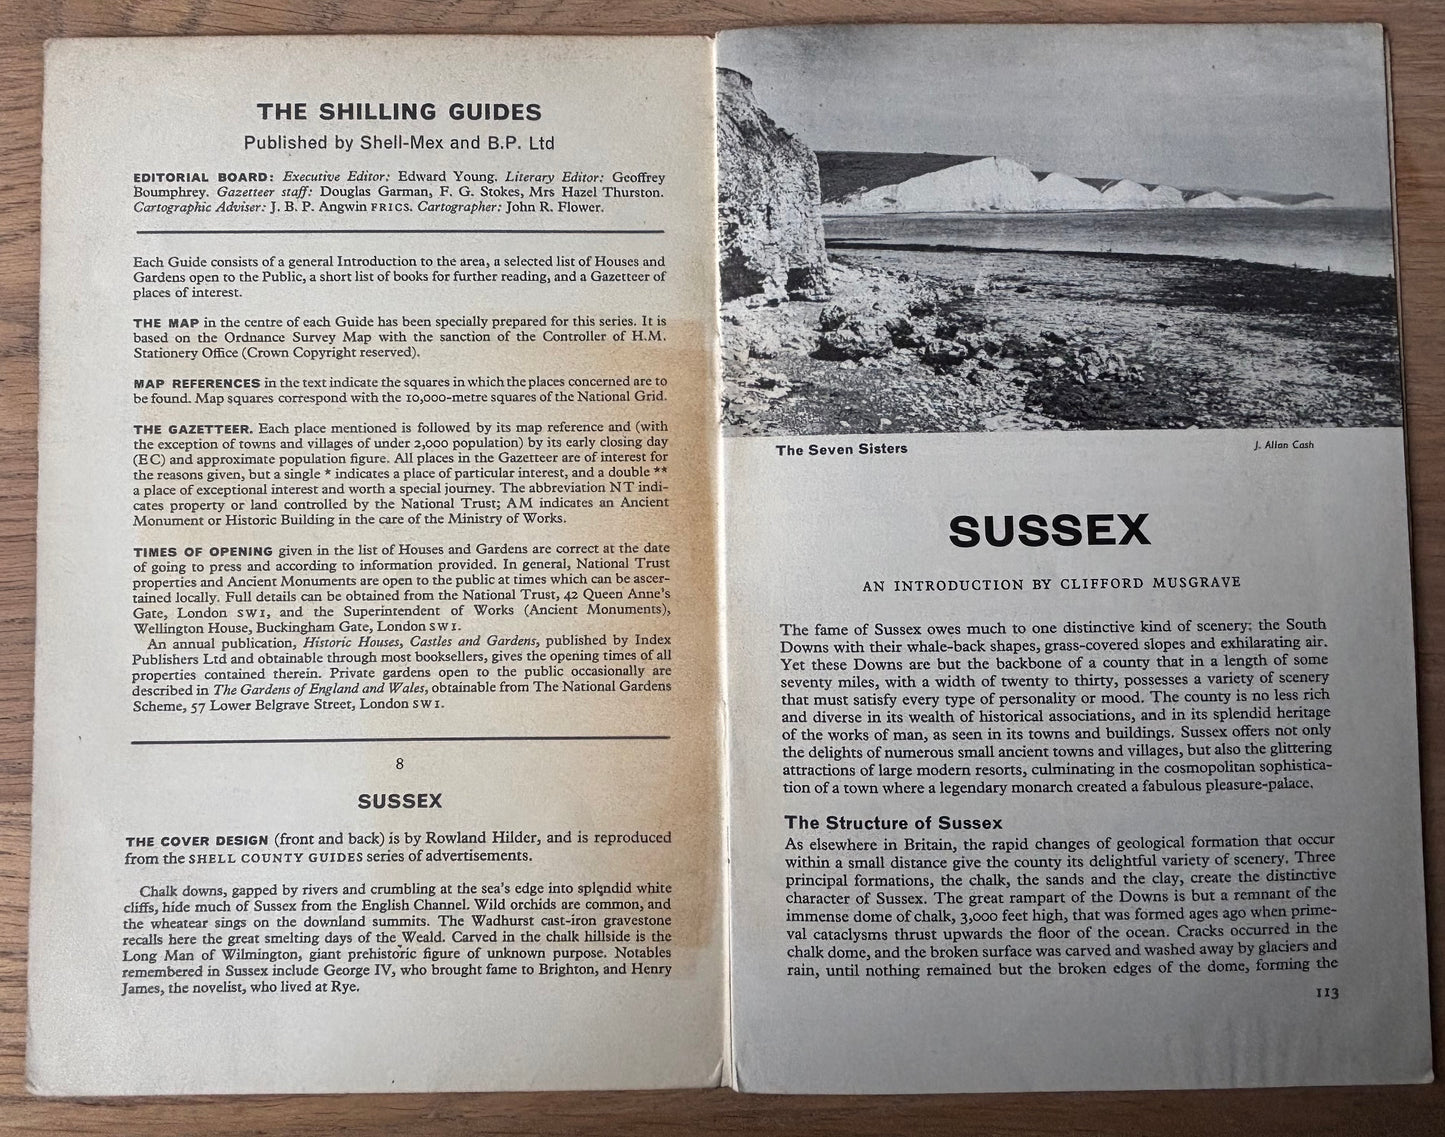 THE SHILLING GUIDES
Published by Shell-Mex and B.P. Ltd
EDITORIAL BOARD: Executive Editor: Edward Young. Literary Editor: Geoffrey
Boumphrey. Gazetteer staff: Douglas Garman, F. G. Stokes, Mrs Hazel Thurston.
Cartographic Adviser: J. B. P. Angwin FRICS. Cartographer: John R. Flower.
Each Guide consists of a general Introduction to the area, a selected list of Houses and
Gardens open to the Public, a short list of books for further reading, and a Gazetteer of
places of interest.
THE MAP in the centre of each Guide has been specially prepared for this series. It is
based on the Ordnance Survey Map with the sanction of the Controller of H.M.
Stationery Office (Crown Copyright reserved).
MAP REFERENCES in the text indicate the squares in which the places concerned are to
be found. Map squares correspond with the 10,000-metre squares of the National Grid.
THE GAZETTEER. Each place mentioned is followed by its map reference and (with
the exception of towns and villages of under 2,000 population) by its early closing day
(EC) and approximate population figure. All places in the Gazetteer are of interest for
the reasons given, but a single * indicates a place of particular interest, and a double **
a place of exceptional interest and worth a special journey. The abbreviation NT indi-
cates property or land controlled by the National Trust; AM indicates an Ancient
Monument or Historic Building in the care of the Ministry of Works.
TIMES OF OPENING given in the list of Houses and Gardens are correct at the date
of going to press and according to information provided. In general, National Trust
properties and Ancient Monuments are open to the public at times which can be ascer-
tained locally. Full details can be obtained from the National Trust, 42 Queen Anne's
Gate, London SW1, and the Superintendent of Works (Ancient Monuments),
Wellington House, Buckingham Gate, London SW1.
An annual publication, Historic Houses, Castles and Gardens, published by Index
Publishers Ltd and obtainable through most booksellers, gives the opening times of all
properties contained therein. Private gardens open to the public occasionally are
described in The Gardens of England and Wales, obtainable from The National Gardens
Scheme, 57 Lower Belgrave Street, London SW1.
8
SUSSEX
THE COVER DESIGN (front and back) is by Rowland Hilder, and is reproduced
from the SHELL COUNTY GUIDES series of advertisements.
Chalk downs, gapped by rivers and crumbling at the sea's edge into splendid white
cliffs, hide much of Sussex from the English Channel. Wild orchids are common, and
the wheatear sings on the downland summits. The Wadhurst cast-iron gravestone
recalls here the great smelting days of the Weald. Carved in the chalk hillside is the
Long Man of Wilmington, giant prehistoric figure of unknown purpose. Notables
remembered in Sussex include George IV, who brought fame to Brighton, and Henry
James, the novelist, who lived at Rye.
The Seven Sisters
J. Allan Cash
SUSSEX
AN INTRODUCTION BY CLIFFORD MUSGRAVE
The fame of Sussex owes much to one distinctive kind of scenery: the South
Downs with their whale-back shapes, grass-covered slopes and exhilarating air.
Yet these Downs are but the backbone of a county that in a length of some
seventy miles, with a width of twenty to thirty, possesses a variety of scenery
that must satisfy every type of personality or mood. The county is no less rich
and diverse in its wealth of historical associations, and in its splendid heritage
of the works of man, as seen in its towns and buildings. Sussex offers not only
the delights of numerous small ancient towns and villages, but also the glittering
attractions of large modern resorts, culminating in the cosmopolitan sophistica-
tion of a town where a legendary monarch created a fabulous pleasure-palace.
The Structure of Sussex
As elsewhere in Britain, the rapid changes of geological formation that occur
within a small distance give the county its delightful variety of scenery. Three
principal formations, the chalk, the sands and the clay, create the distinctive
character of Sussex. The great rampart of the Downs is but a remnant of the
immense dome of chalk, 3,000 feet high, that was formed ages ago when prime-
val cataclysms thrust upwards the floor of the ocean. Cracks occurred in the
chalk dome, and the broken surface was carved and washed away by glaciers and
rain, until nothing remained but the broken edges of the dome, forming the
113